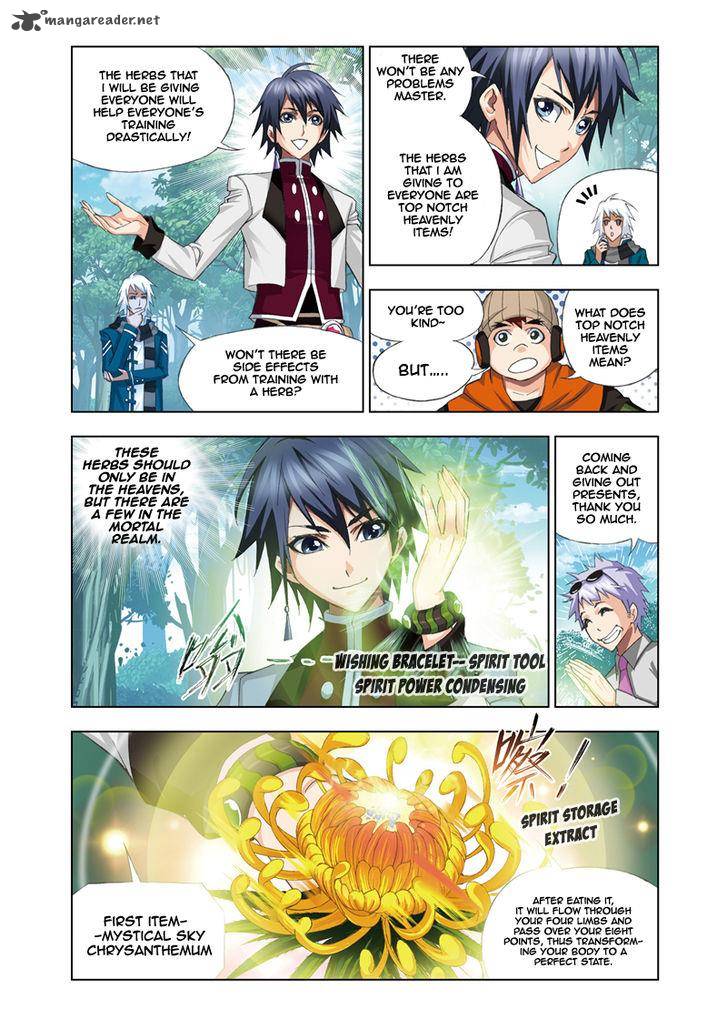 mangareader.net
THE HERBS THAT
I WILL BE GIVING
EVERYONE WILL
HELP EVERYONE'S
TRAINING
DRASTICALLY!
WON'T THERE BE
SIDE EFFECTS
FROM TRAINING WITH
A HERB?
THERE
WON'T BE ANY
PROBLEMS
MASTER.
THE HERBS
THAT I AM
GIVING TO
EVERYONE ARE
TOP NOTCH
HEAVENLY
ITEMS!
!!!!
YOU'RE TOO
KIND~
BUT.....
WHAT DOES
TOP NOTCH
HEAVENLY
ITEMS
MEAN?
THESE
HERBS SHOULD
ONLY BE IN
THE HEAVENS,
BUT THERE ARE
A FEW IN THE
MORTAL
REALM.
WISHING BRACELET-- SPIRIT TOOL
SPIRIT POWER CONDENSING
COMING
BACK AND
GIVING OUT
PRESENTS,
THANK YOU
SO MUCH.
SPIRIT STORAGE
EXTRACT
FIRST ITEM-
-MYSTICAL SKY
CHRYSANTHEMUM
AFTER EATING IT,
IT WILL FLOW THROUGH
YOUR FOUR LIMBS AND
PASS OVER YOUR EIGHT
POINTS, THUS TRANSFORM-
ING YOUR BODY TO A
PERFECT STATE.